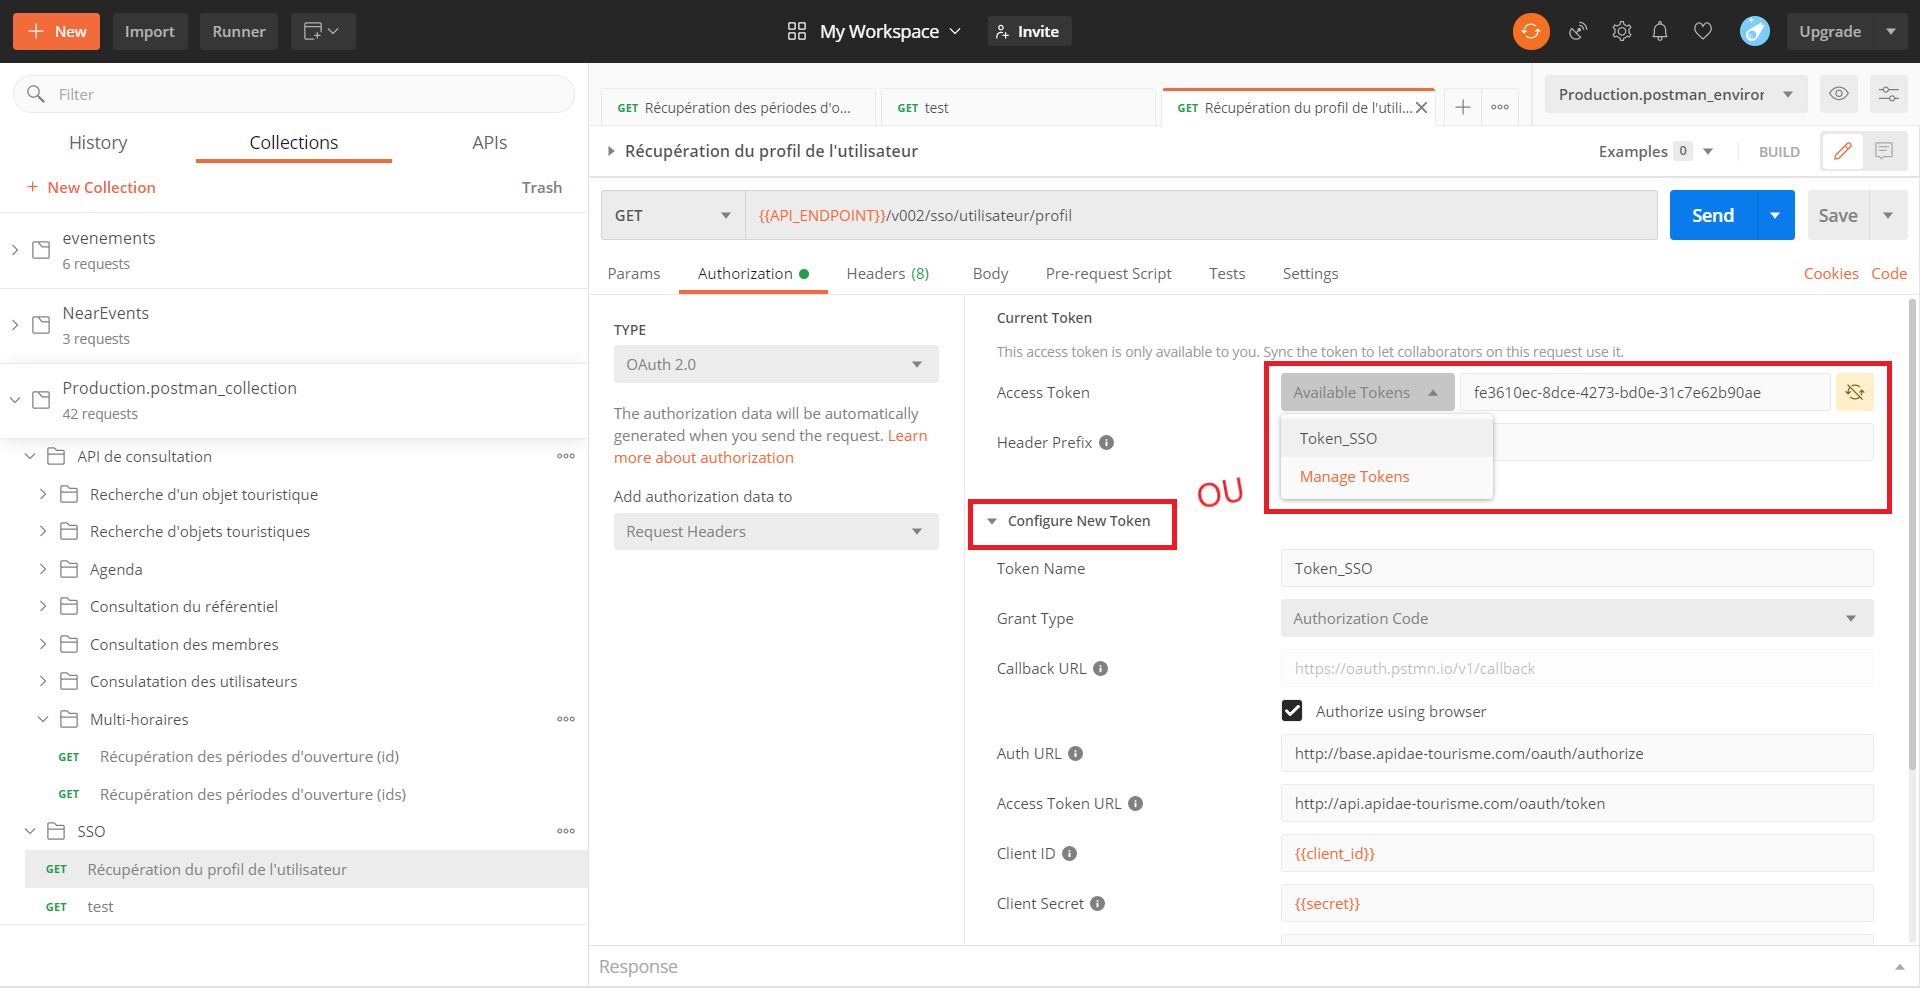 New
Import
Runner
My Workspace
Invite
Upgrade
Filter
History
Collections
APIs
+ New Collection
Trash
evenements
6 requests
NearEvents
3 requests
Production.postman_collection
42 requests
API de consultation
Recherche d'un objet touristique
Recherche d'objets touristiques
Agenda
Consultation du référentiel
Consultation des membres
Consulatation des utilisateurs
Multi-horaires
GET Récupération des périodes d'ouverture (id)
GET Récupération des périodes d'ouverture (ids)
SSO
GET Récupération du profil de l'utilisateur
GET test
GET Récupération des périodes d'o...
GET test
GET Récupération du profil de l'utili...
Production.postman_enviror
Récupération du profil de l'utilisateur
Examples 0
BUILD
GET
{{API_ENDPOINT}}/v002/sso/utilisateur/profil
Send
Save
Params
Authorization
Headers (8)
Body
Pre-request Script
Tests
Settings
Cookies
Code
TYPE
OAuth 2.0
The authorization data will be automatically
generated when you send the request. Learn
more about authorization
Add authorization data to
Request Headers
Current Token
This access token is only available to you. Sync the token to let collaborators on this request use it.
Access Token
Available Tokens
fe3610ec-8dce-4273-bd0e-31c7e62b90ae
Token_SSO
Manage Tokens
Header Prefix
OU
Configure New Token
Token Name
Token_SSO
Grant Type
Authorization Code
Callback URL
https://oauth.pstmn.io/v1/callback
Authorize using browser
Auth URL
http://base.apidae-tourisme.com/oauth/authorize
Access Token URL
http://api.apidae-tourisme.com/oauth/token
Client ID
{{client_id}}
Client Secret
{{secret}}
Response